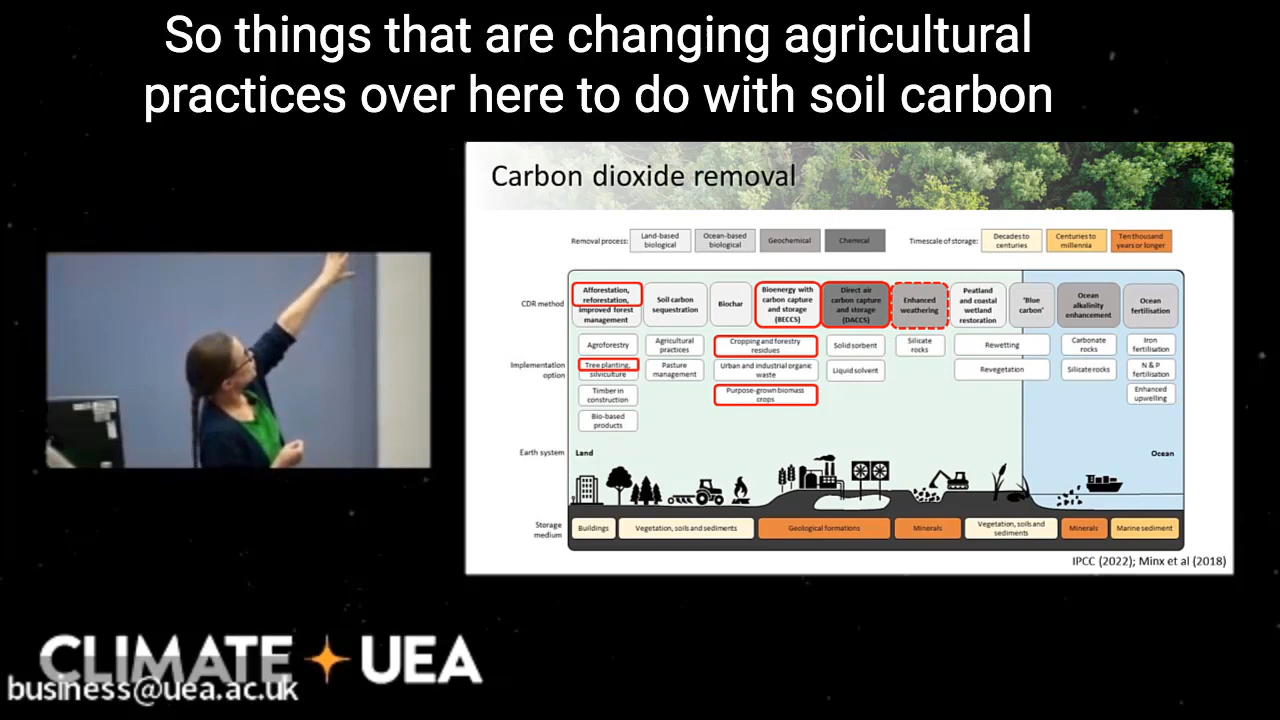 So things that are changing agricultural
practices over here to do with soil carbon
Carbon dioxide removal
Removal process:
Land-based
biological
Ocean-based
biological
Geochemical
Chemical
Timescale of storage:
Decades to
centuries
Centuries to
millennia
Ten thousand
years or longer
CDR method
Afforestation,
reforestation,
improved forest
management
Soil carbon
sequestration
Biochar
Bioenergy with
carbon capture
and storage
(BECCS)
Direct air
carbon capture
and storage
(DACCS)
Enhanced
weathering
Peatland
and coastal
wetland
restoration
'Blue
carbon'
Ocean
alkalinity
enhancement
Ocean
fertilisation
Implementation
option
Agroforestry
Tree planting,
silviculture
Timber in
construction
Bio-based
products
Agricultural
practices
Pasture
management
Cropping and forestry
residues
Urban and industrial organic
waste
Purpose-grown biomass
crops
Solid sorbent
Liquid solvent
Silicate
rocks
Rewetting
Revegetation
Carbonate
rocks
Silicate rocks
Iron
fertilisation
N & P
fertilisation
Enhanced
upwelling
Earth system
Land
Ocean
Storage
medium
Buildings
Vegetation, soils and sediments
Geological formations
Minerals
Vegetation, soils and
sediments
Minerals
Marine sediment
IPCC (2022); Minx et al (2018)
CLIMATE UEA
business@uea.ac.uk